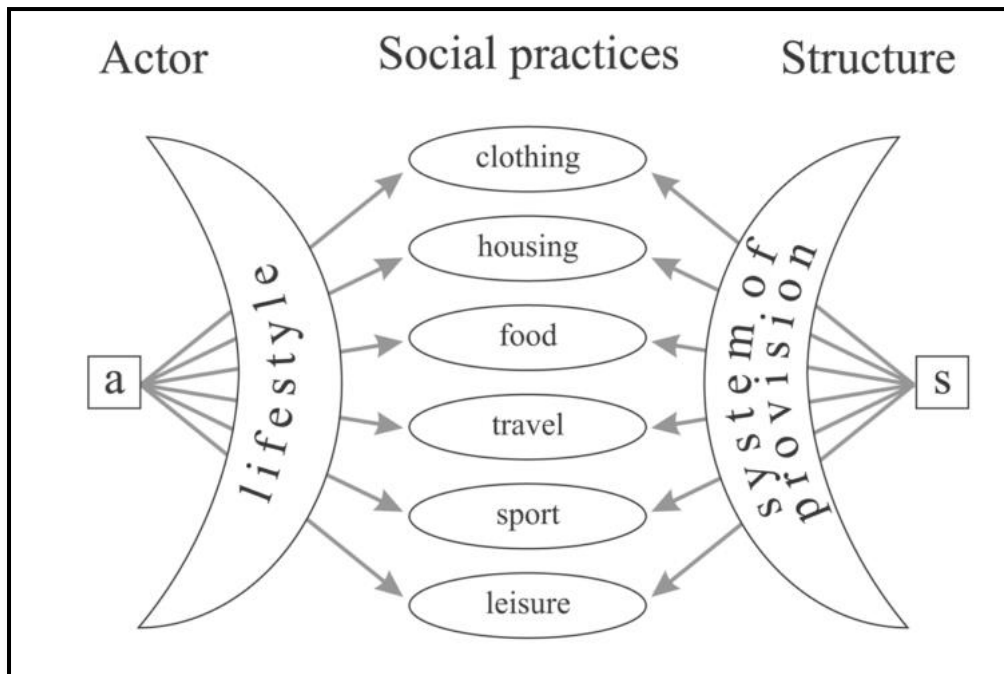 Actor
Social practices
Structure
clothing
housing
food
travel
sport
leisure
a
lifestyle
system of
provision
s